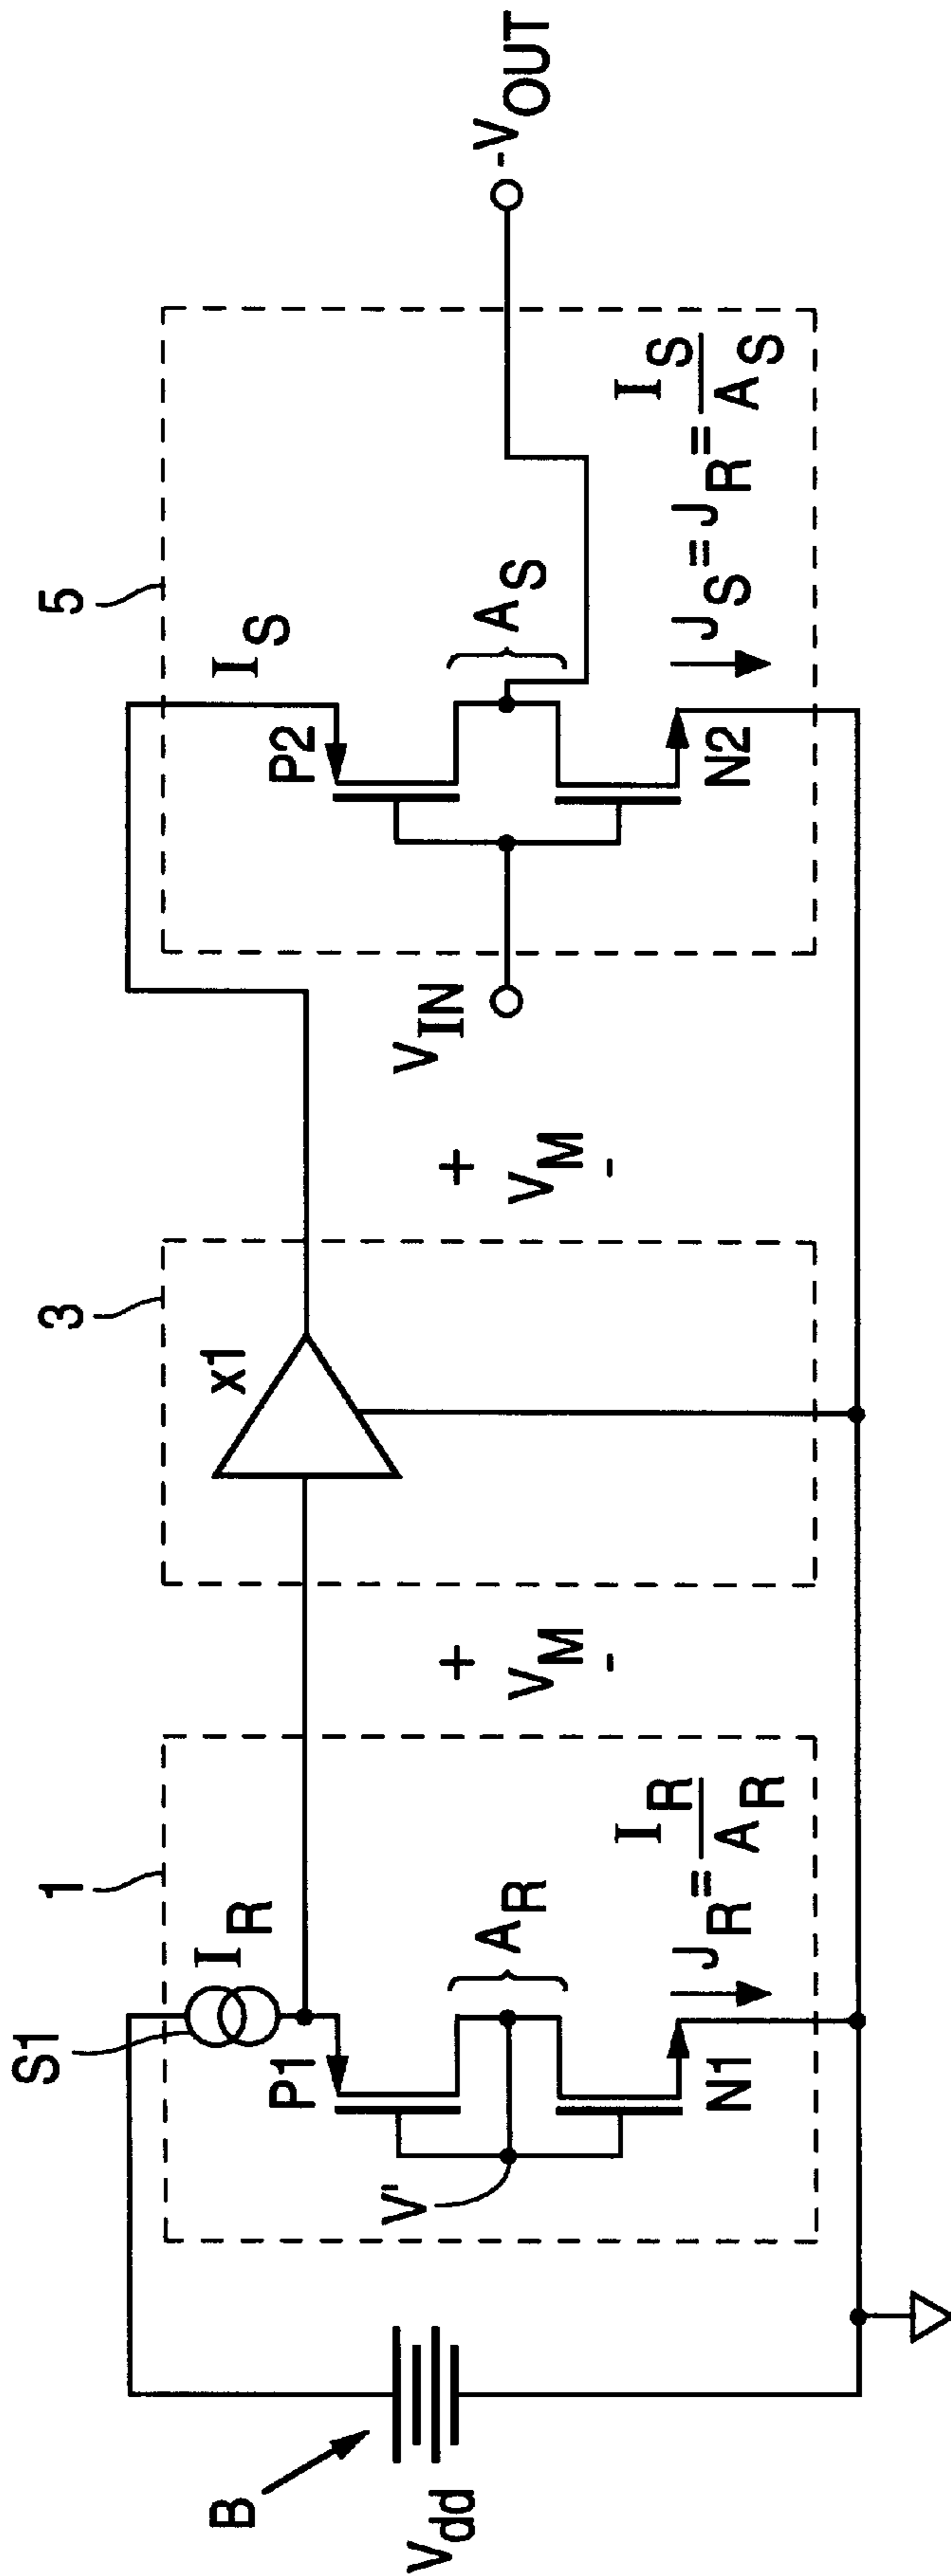 B
Vdd
1
S1
IR
P1
V'
AR
N1
JR = IR/AR
+
VM
-
3
x1
+
VM
-
5
IS
P2
VIN
AS
N2
JS = JR = IS/AS
-VOUT